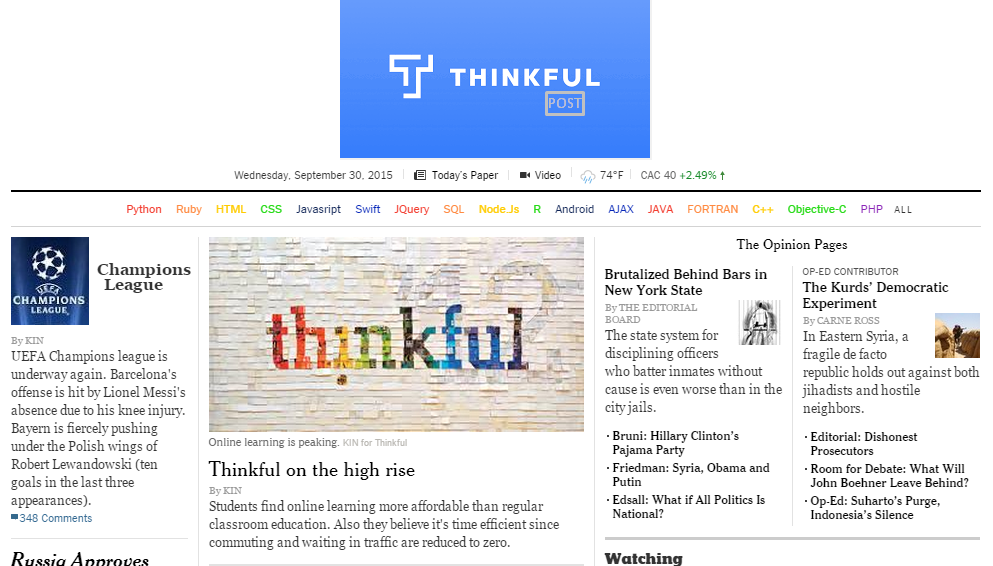 THINKFUL
POST
Wednesday, September 30, 2015 Today's Paper Video 74°F CAC 40 +2.49% ↑
Python Ruby HTML CSS Javasript Swift JQuery SQL Node.Js R Android AJAX JAVA FORTRAN C++ Objective-C PHP ALL
UEFA
CHAMPIONS
LEAGUE
Champions
League
By KIN
UEFA Champions league is
underway again. Barcelona's
offense is hit by Lionel Messi's
absence due to his knee injury.
Bayern is fiercely pushing
under the Polish wings of
Robert Lewandowski (ten
goals in the last three
appearances).
348 Comments
Russia Approves
thinkful
Online learning is peaking. KIN for Thinkful
Thinkful on the high rise
By KIN
Students find online learning more affordable than regular
classroom education. Also they believe it's time efficient since
commuting and waiting in traffic are reduced to zero.
The Opinion Pages
Brutalized Behind Bars in
New York State
By THE EDITORIAL
BOARD
The state system for
disciplining officers
who batter inmates without
cause is even worse than in the
city jails.
· Bruni: Hillary Clinton's
Pajama Party
· Friedman: Syria, Obama and
Putin
· Edsall: What if All Politics Is
National?
OP-ED CONTRIBUTOR
The Kurds' Democratic
Experiment
By CARNE ROSS
In Eastern Syria, a
fragile de facto
republic holds out against both
jihadists and hostile
neighbors.
· Editorial: Dishonest
Prosecutors
· Room for Debate: What Will
John Boehner Leave Behind?
· Op-Ed: Suharto's Purge,
Indonesia's Silence
Watching